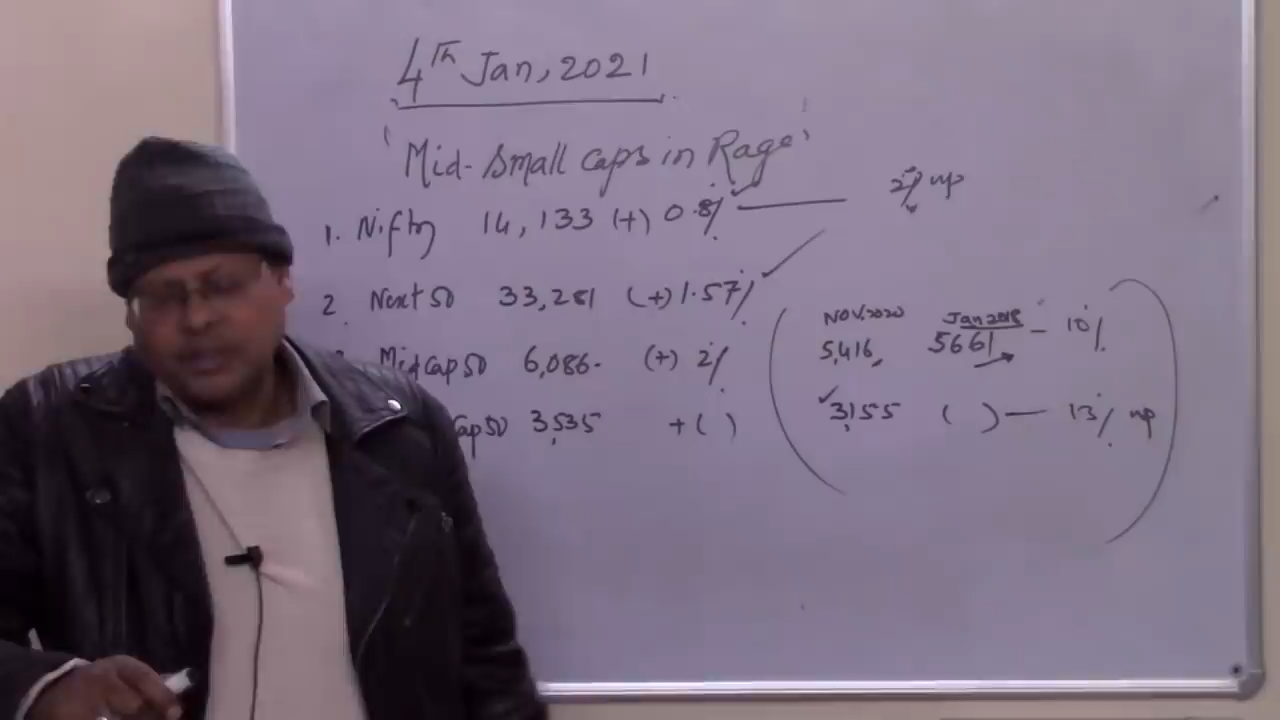 4Th Jan, 2021
'Mid-Small Caps in Rage'
1. Nifty 14,133 (+) 0.8% 2% up
2. Next 50 33,281 (+) 1.57%
Nov,2020 Jan 2018
Midcap 50 6,086 (+) 2% 5,416 5661 - 10%
Cap 50 3,535 +( ) 3,155 ( ) — 13% up